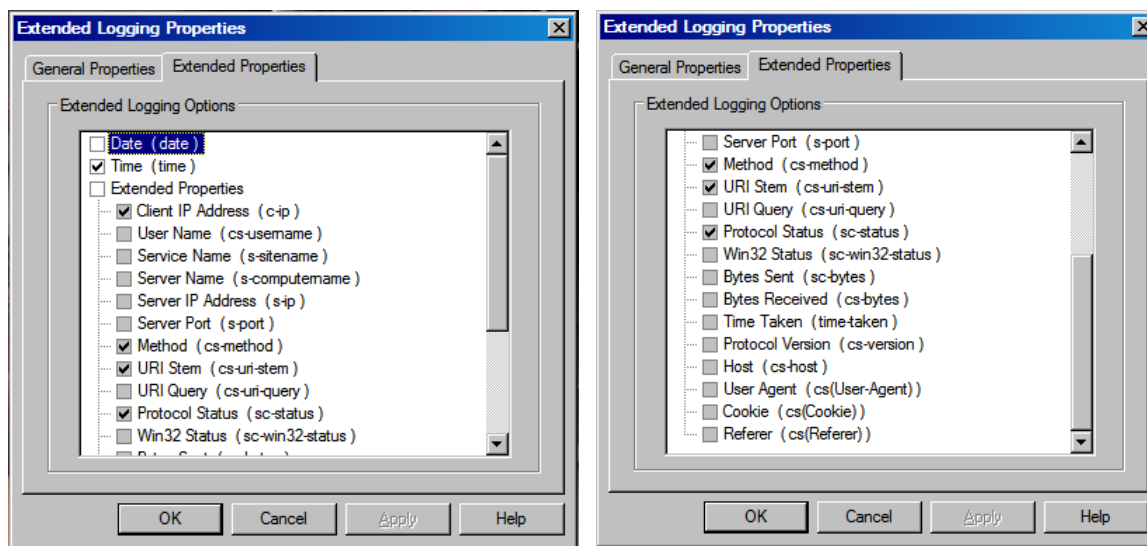 Extended Logging Properties
General Properties
Extended Properties
Extended Logging Options
Date ( date )
Time ( time )
Extended Properties
Client IP Address ( c-ip )
User Name ( cs-username )
Service Name ( s-sitename )
Server Name ( s-computername )
Server IP Address ( s-ip )
Server Port ( s-port )
Method ( cs-method )
URI Stem ( cs-uri-stem )
URI Query ( cs-uri-query )
Protocol Status ( sc-status )
Win32 Status ( sc-win32-status )
OK
Cancel
Apply
Help
Extended Logging Properties
General Properties
Extended Properties
Extended Logging Options
Server Port ( s-port )
Method ( cs-method )
URI Stem ( cs-uri-stem )
URI Query ( cs-uri-query )
Protocol Status ( sc-status )
Win32 Status ( sc-win32-status )
Bytes Sent ( sc-bytes )
Bytes Received ( cs-bytes )
Time Taken ( time-taken )
Protocol Version ( cs-version )
Host ( cs-host )
User Agent ( cs(User-Agent) )
Cookie ( cs(Cookie) )
Referer ( cs(Referer) )
OK
Cancel
Apply
Help